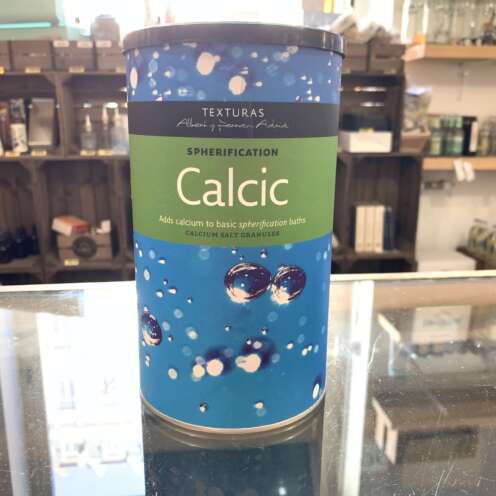 TEXTURAS
Albert y Ferran Adrià
SPHERIFICATION
Calcic
Adds calcium to basic spherification baths
CALCIUM SALT GRANULES